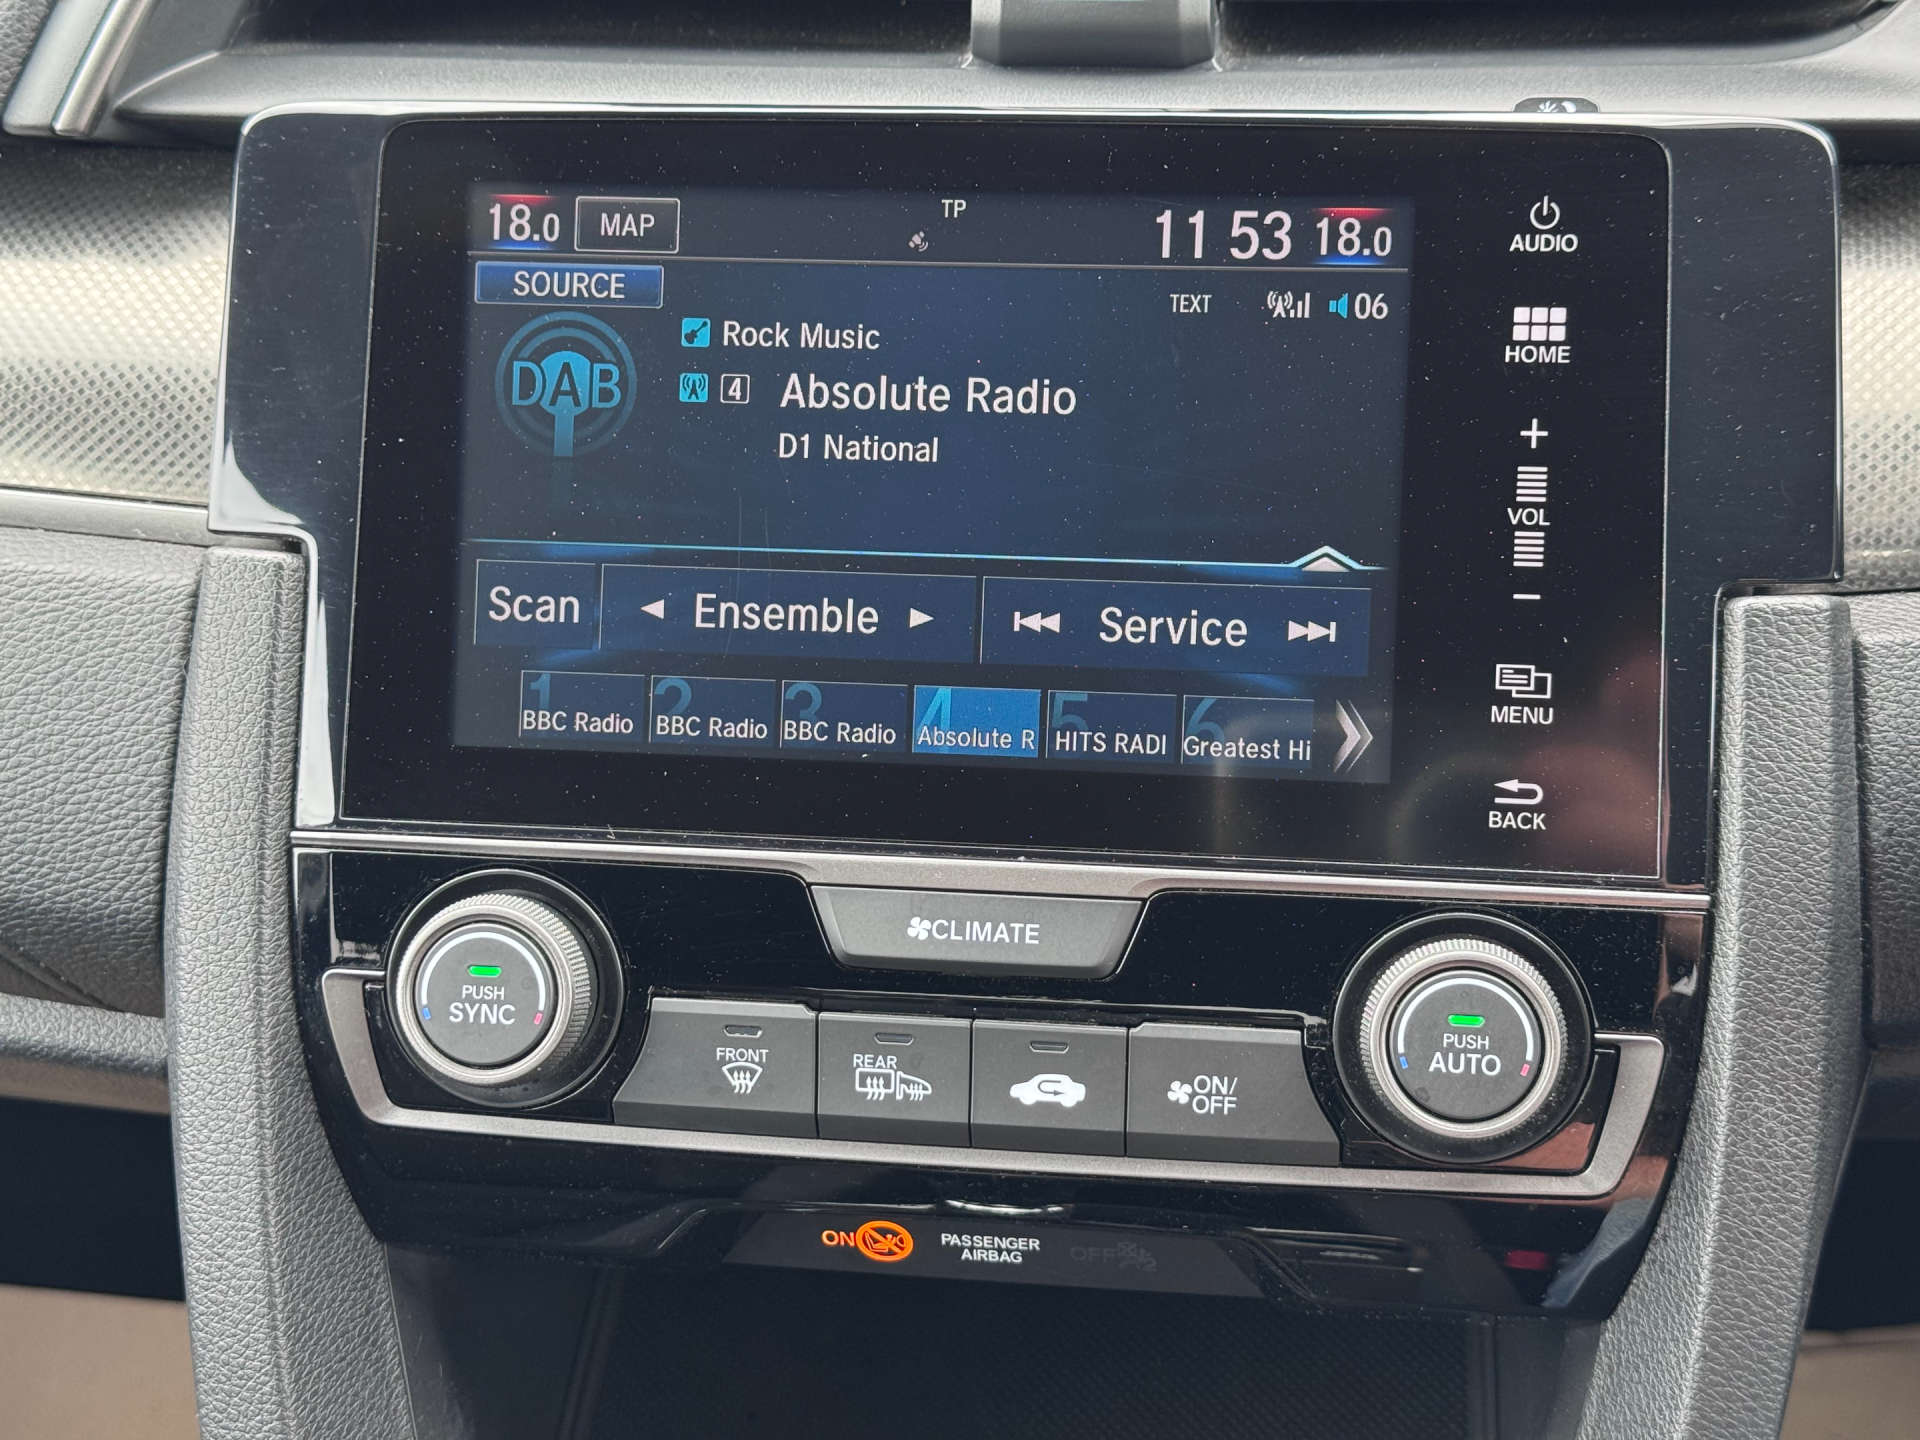 18.0 MAP TP 11 53 18.0
AUDIO
SOURCE
TEXT 06
Rock Music
DAB 4 Absolute Radio
D1 National
HOME
+
VOL
−
Scan Ensemble Service
1 2 3 4 5 6
BBC Radio BBC Radio BBC Radio Absolute R HITS RADI Greatest Hi
MENU
BACK
CLIMATE
PUSH
SYNC
PUSH
AUTO
FRONT
REAR
ON/
OFF
ON PASSENGER
AIRBAG OFF